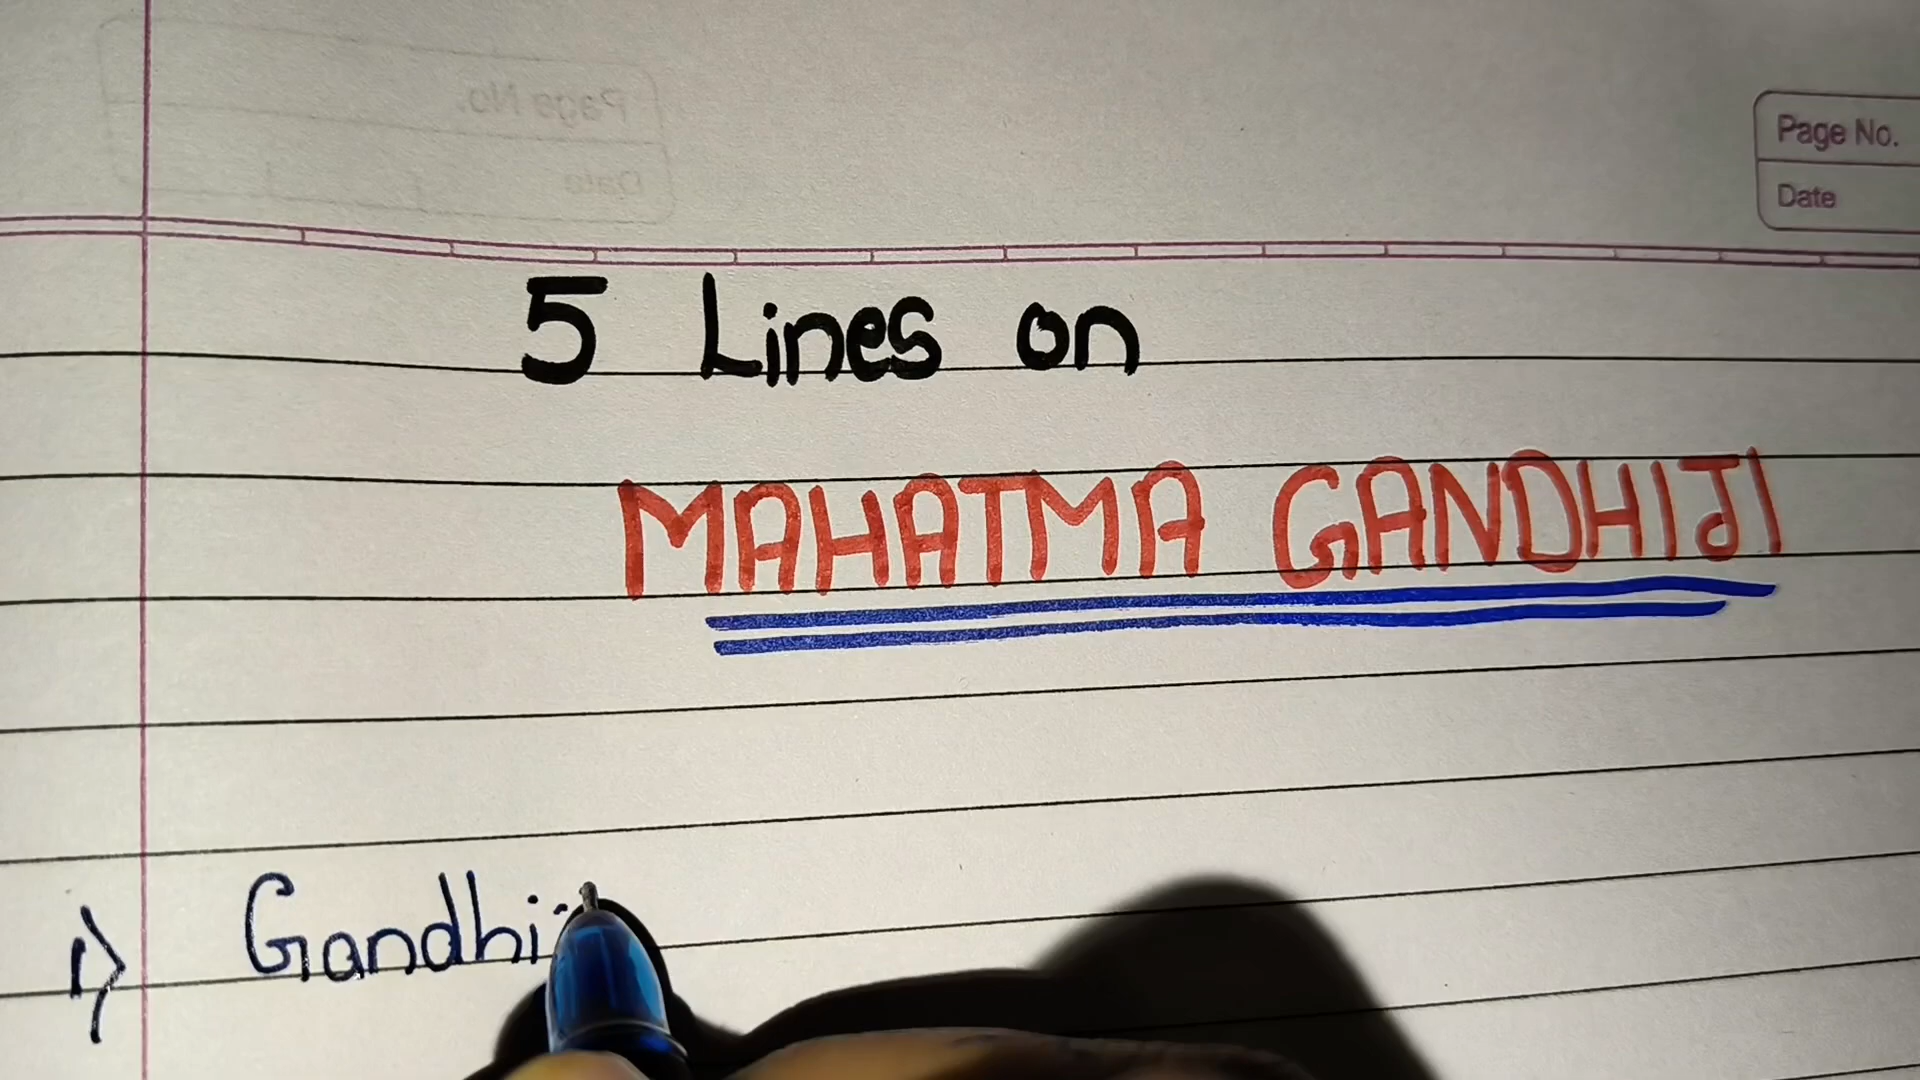 Page No.
Date
5 Lines on
MAHATMA GANDHIJI
1) Gandhi